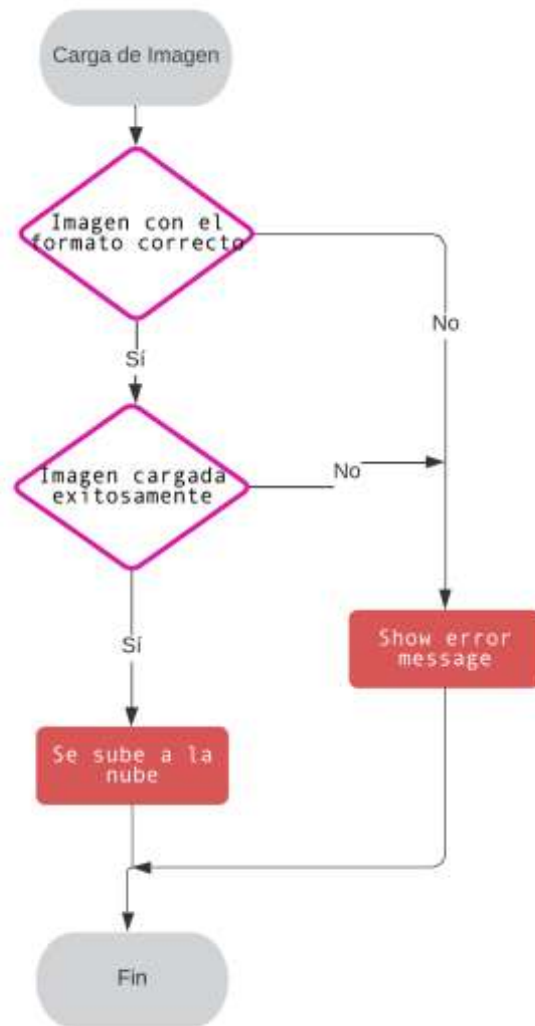 Carga de Imagen
Imagen con el
formato correcto
No
Sí
Imagen cargada
exitosamente
No
Sí
Show error
message
Se sube a la
nube
Fin